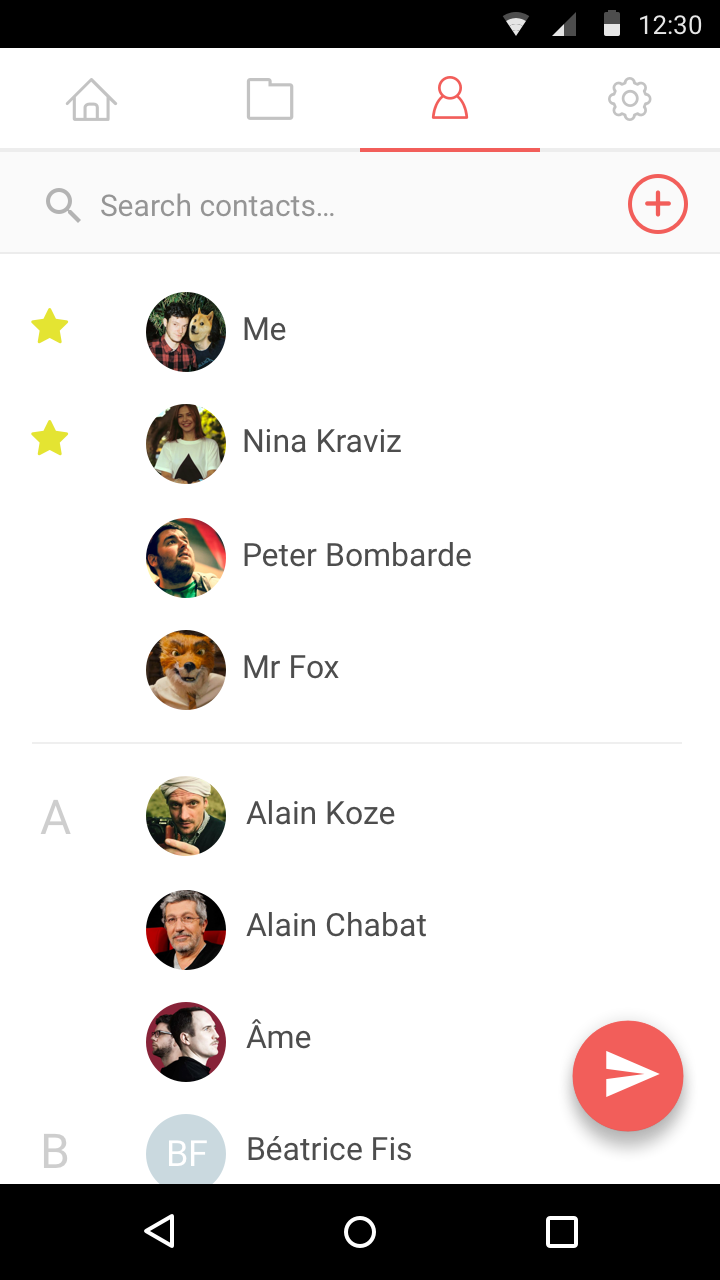 12:30
Search contacts…
Me
Nina Kraviz
Peter Bombarde
Mr Fox
A
Alain Koze
Alain Chabat
Âme
B
BF
Béatrice Fis